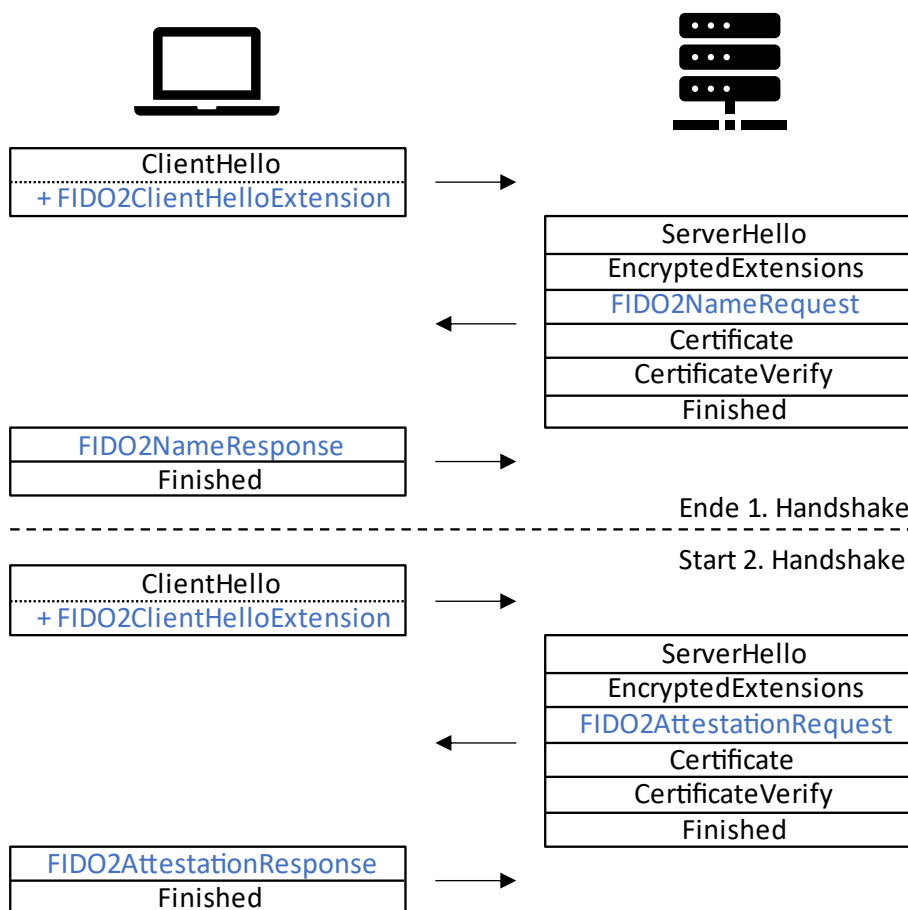 ClientHello
+ FIDO2ClientHelloExtension
ServerHello
EncryptedExtensions
FIDO2NameRequest
Certificate
CertificateVerify
Finished
FIDO2NameResponse
Finished
Ende 1. Handshake
Start 2. Handshake
ClientHello
+ FIDO2ClientHelloExtension
ServerHello
EncryptedExtensions
FIDO2AttestationRequest
Certificate
CertificateVerify
Finished
FIDO2AttestationResponse
Finished